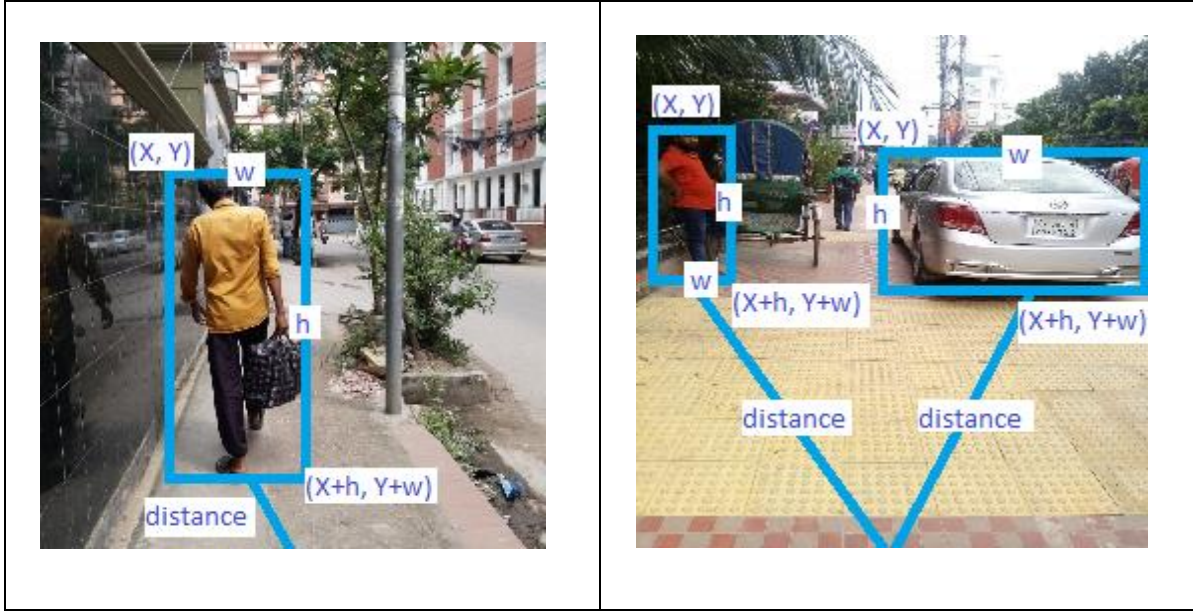 (X, Y)
w
h
(X+h, Y+w)
distance
(X, Y)
h
w
(X+h, Y+w)
distance
(X, Y)
w
h
(X+h, Y+w)
distance